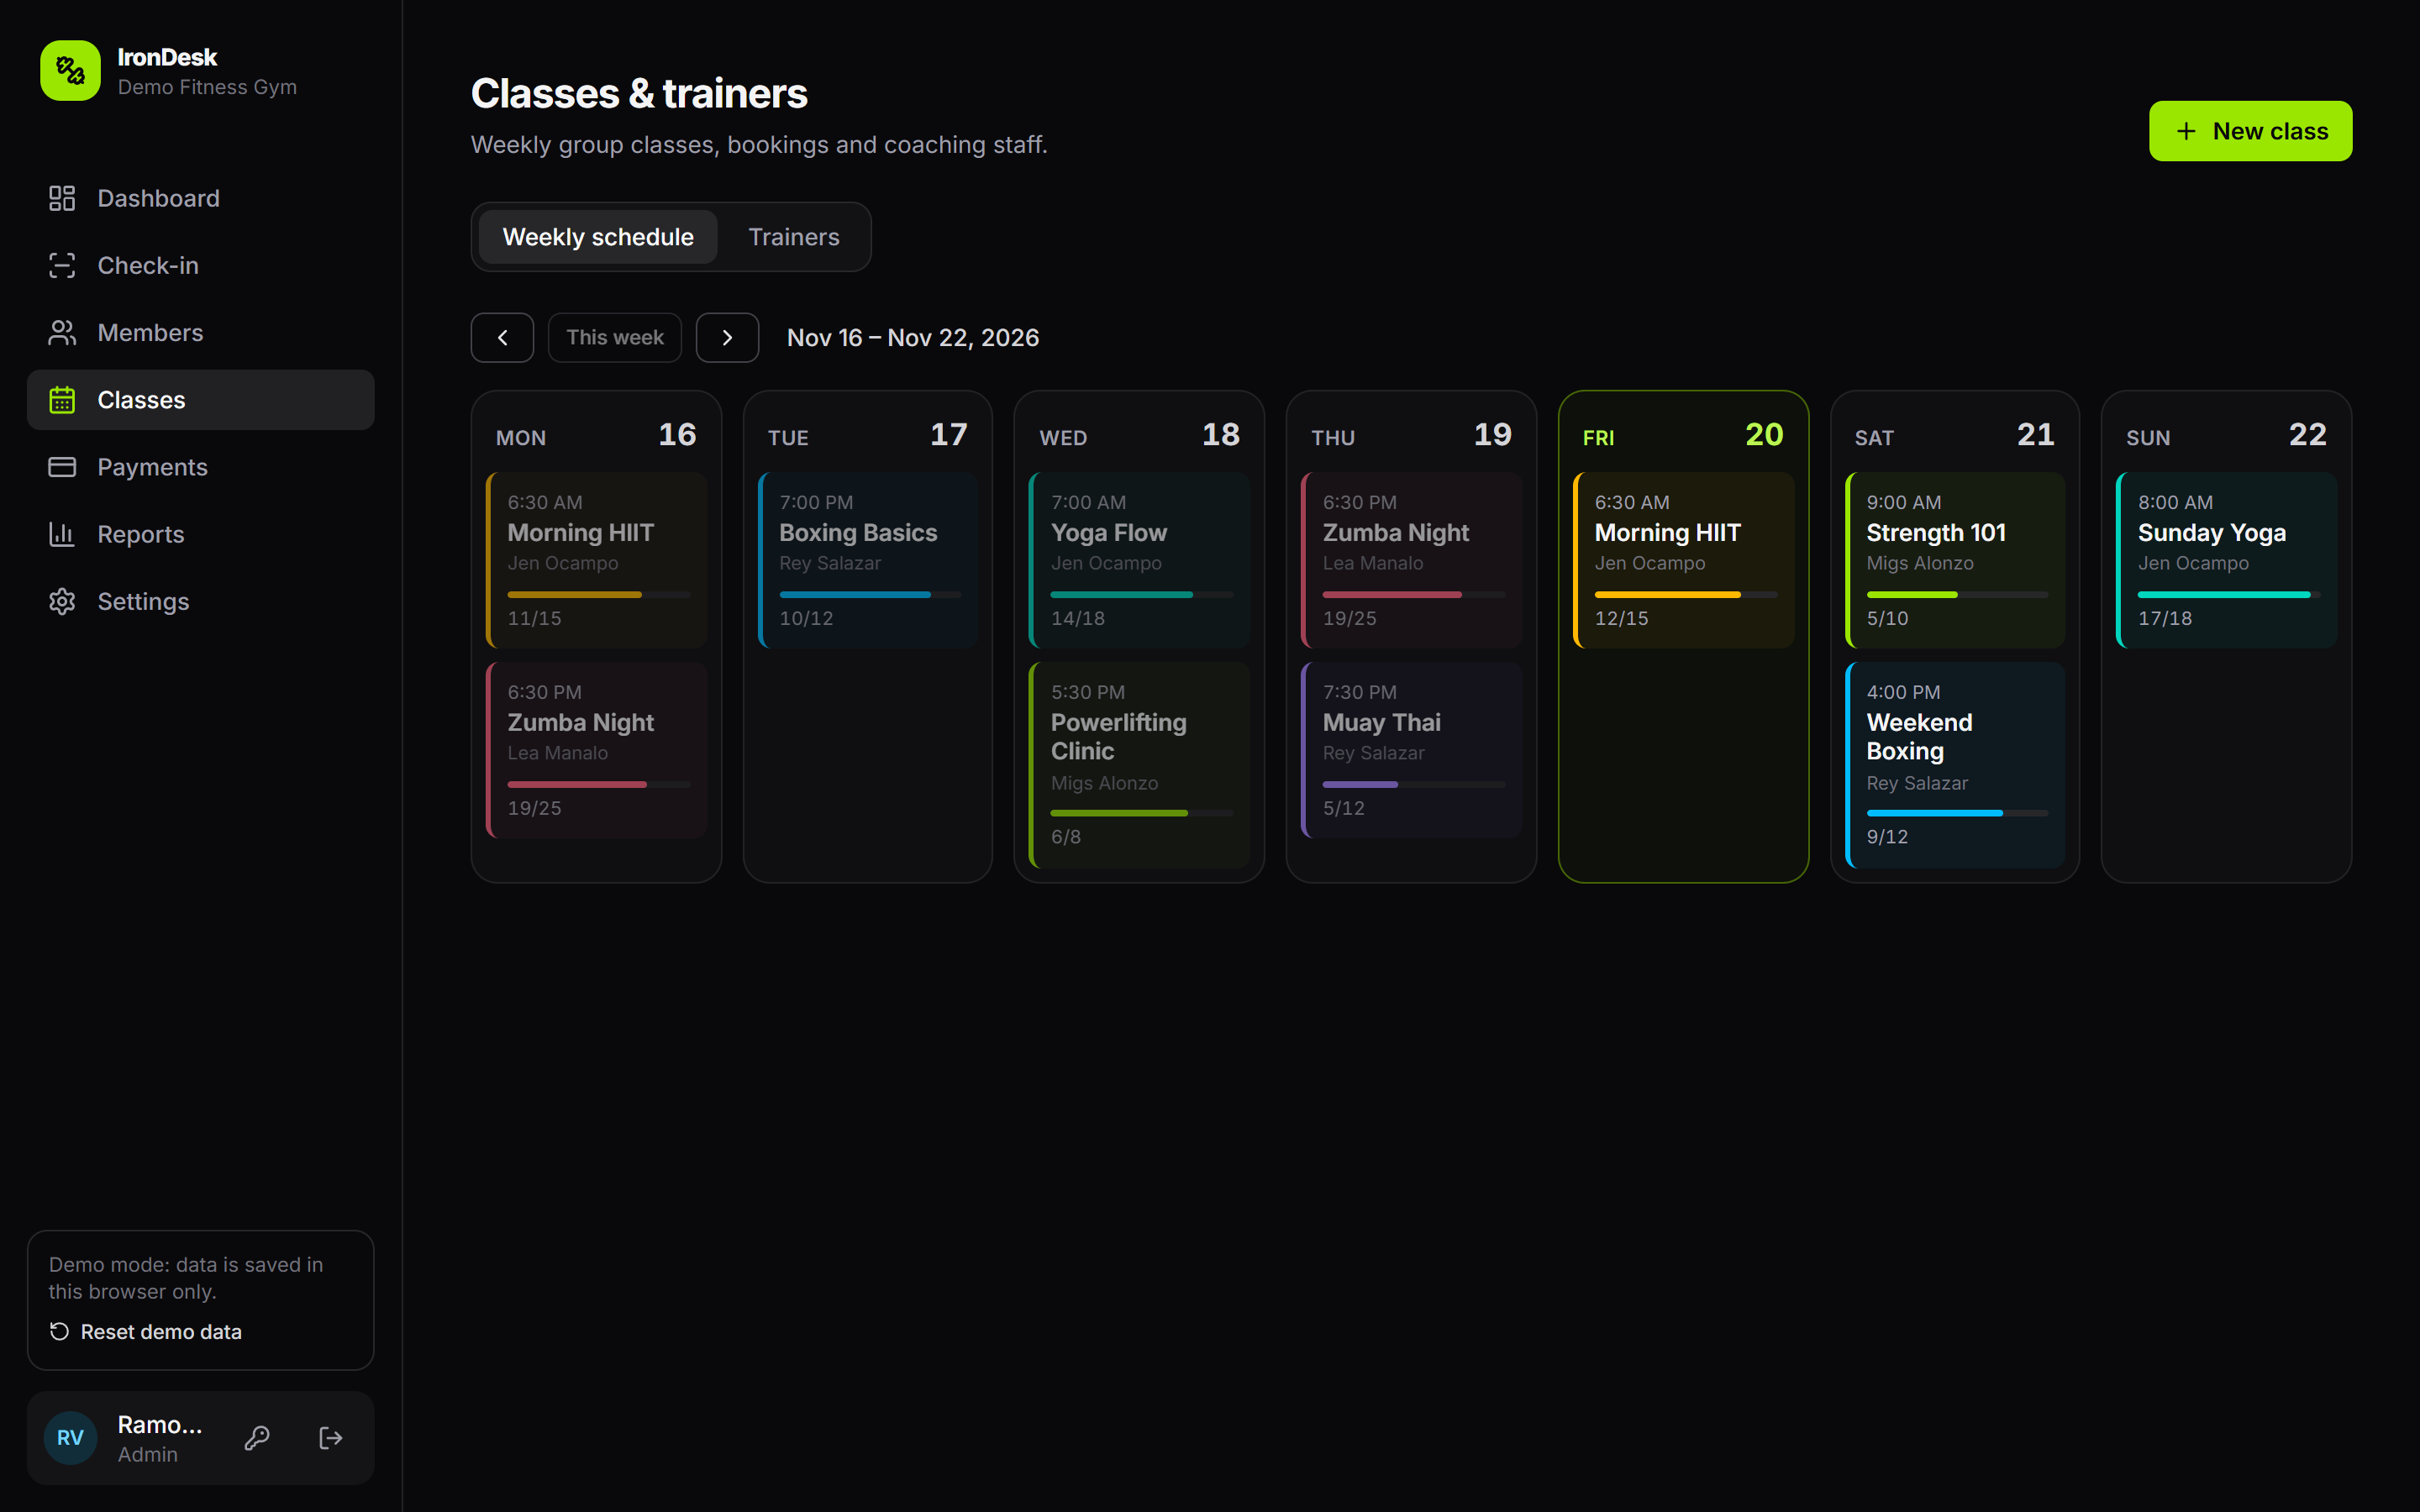 IronDesk
Demo Fitness Gym
Dashboard
Check-in
Members
Classes
Payments
Reports
Settings
Demo mode: data is saved in
this browser only.
Reset demo data
RV
Ramo...
Admin
Classes & trainers
Weekly group classes, bookings and coaching staff.
New class
Weekly schedule
Trainers
This week
Nov 16 – Nov 22, 2026
MON 16
6:30 AM
Morning HIIT
Jen Ocampo
11/15
6:30 PM
Zumba Night
Lea Manalo
19/25
TUE 17
7:00 PM
Boxing Basics
Rey Salazar
10/12
WED 18
7:00 AM
Yoga Flow
Jen Ocampo
14/18
5:30 PM
Powerlifting
Clinic
Migs Alonzo
6/8
THU 19
6:30 PM
Zumba Night
Lea Manalo
19/25
7:30 PM
Muay Thai
Rey Salazar
5/12
FRI 20
6:30 AM
Morning HIIT
Jen Ocampo
12/15
SAT 21
9:00 AM
Strength 101
Migs Alonzo
5/10
4:00 PM
Weekend
Boxing
Rey Salazar
9/12
SUN 22
8:00 AM
Sunday Yoga
Jen Ocampo
17/18